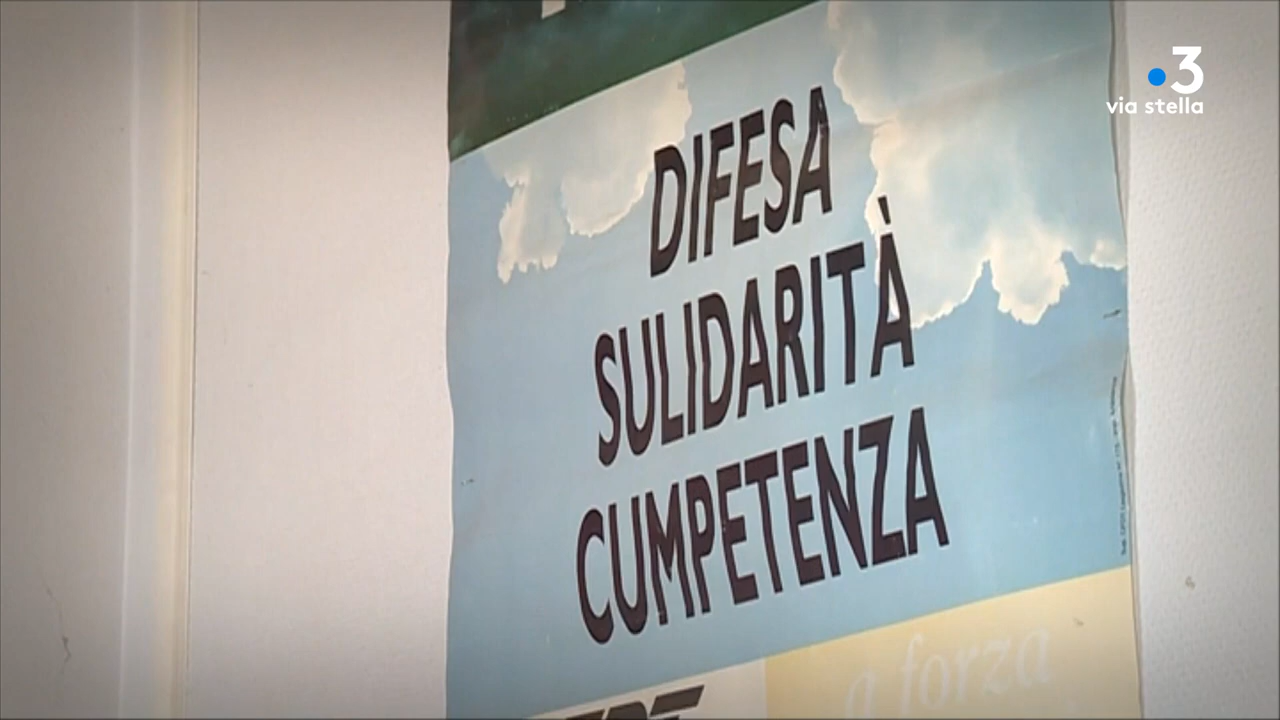 3
via stella
DIFESA
SULIDARITÀ
CUMPETENZA
a forza